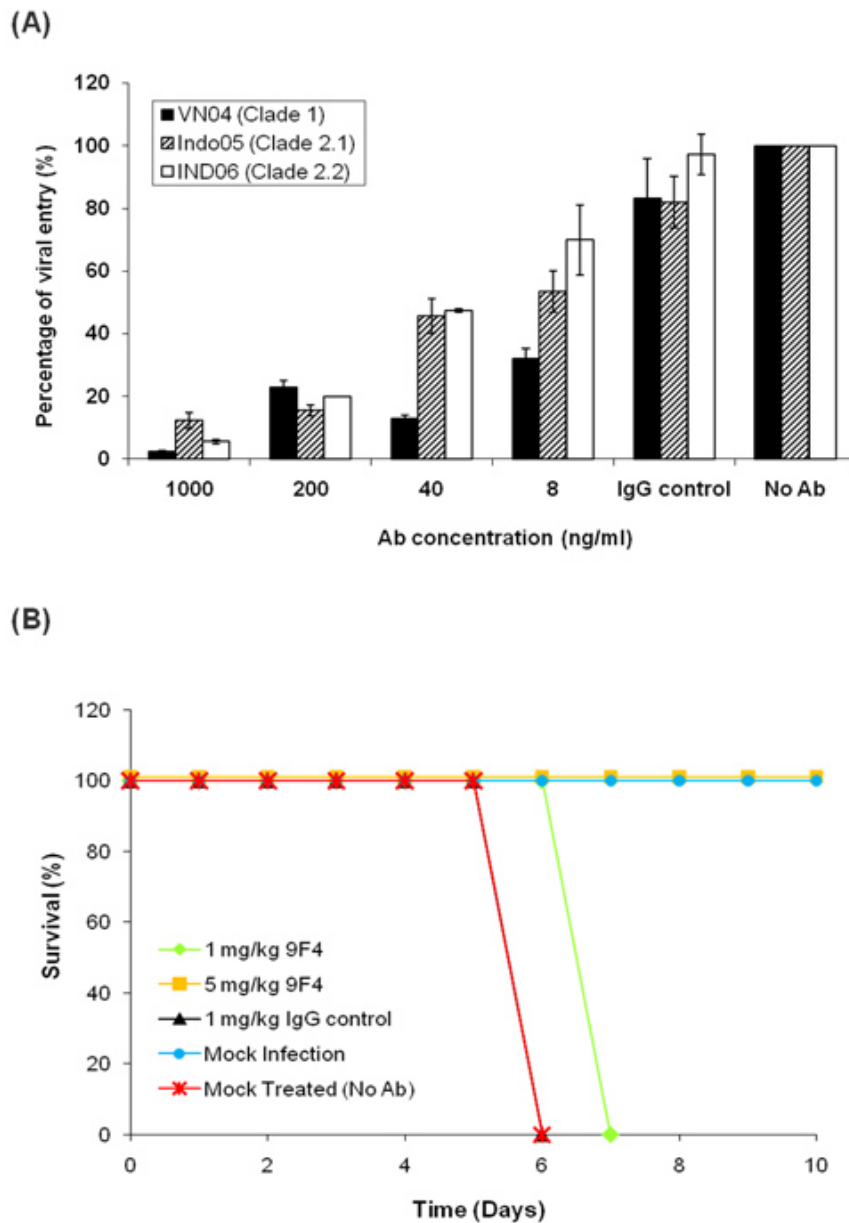 (A)
120
100
80
60
40
20
0
Percentage of viral entry (%)
VN04 (Clade 1)
Indo05 (Clade 2.1)
IND06 (Clade 2.2)
1000 200 40 8 IgG control No Ab
Ab concentration (ng/ml)
(B)
120
100
80
60
40
20
0
Survival (%)
1 mg/kg 9F4
5 mg/kg 9F4
1 mg/kg IgG control
Mock Infection
Mock Treated (No Ab)
0 2 4 6 8 10
Time (Days)